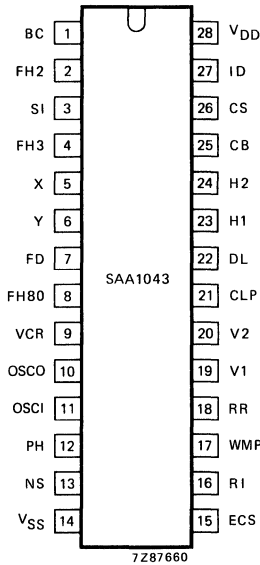 BC 1 28 VDD
FH2 2 27 ID
SI 3 26 CS
FH3 4 25 CB
X 5 24 H2
Y 6 23 H1
FD 7 22 DL
SAA1043
FH80 8 21 CLP
VCR 9 20 V2
OSCO 10 19 V1
OSCI 11 18 RR
PH 12 17 WMP
NS 13 16 RI
VSS 14 15 ECS
7Z87660